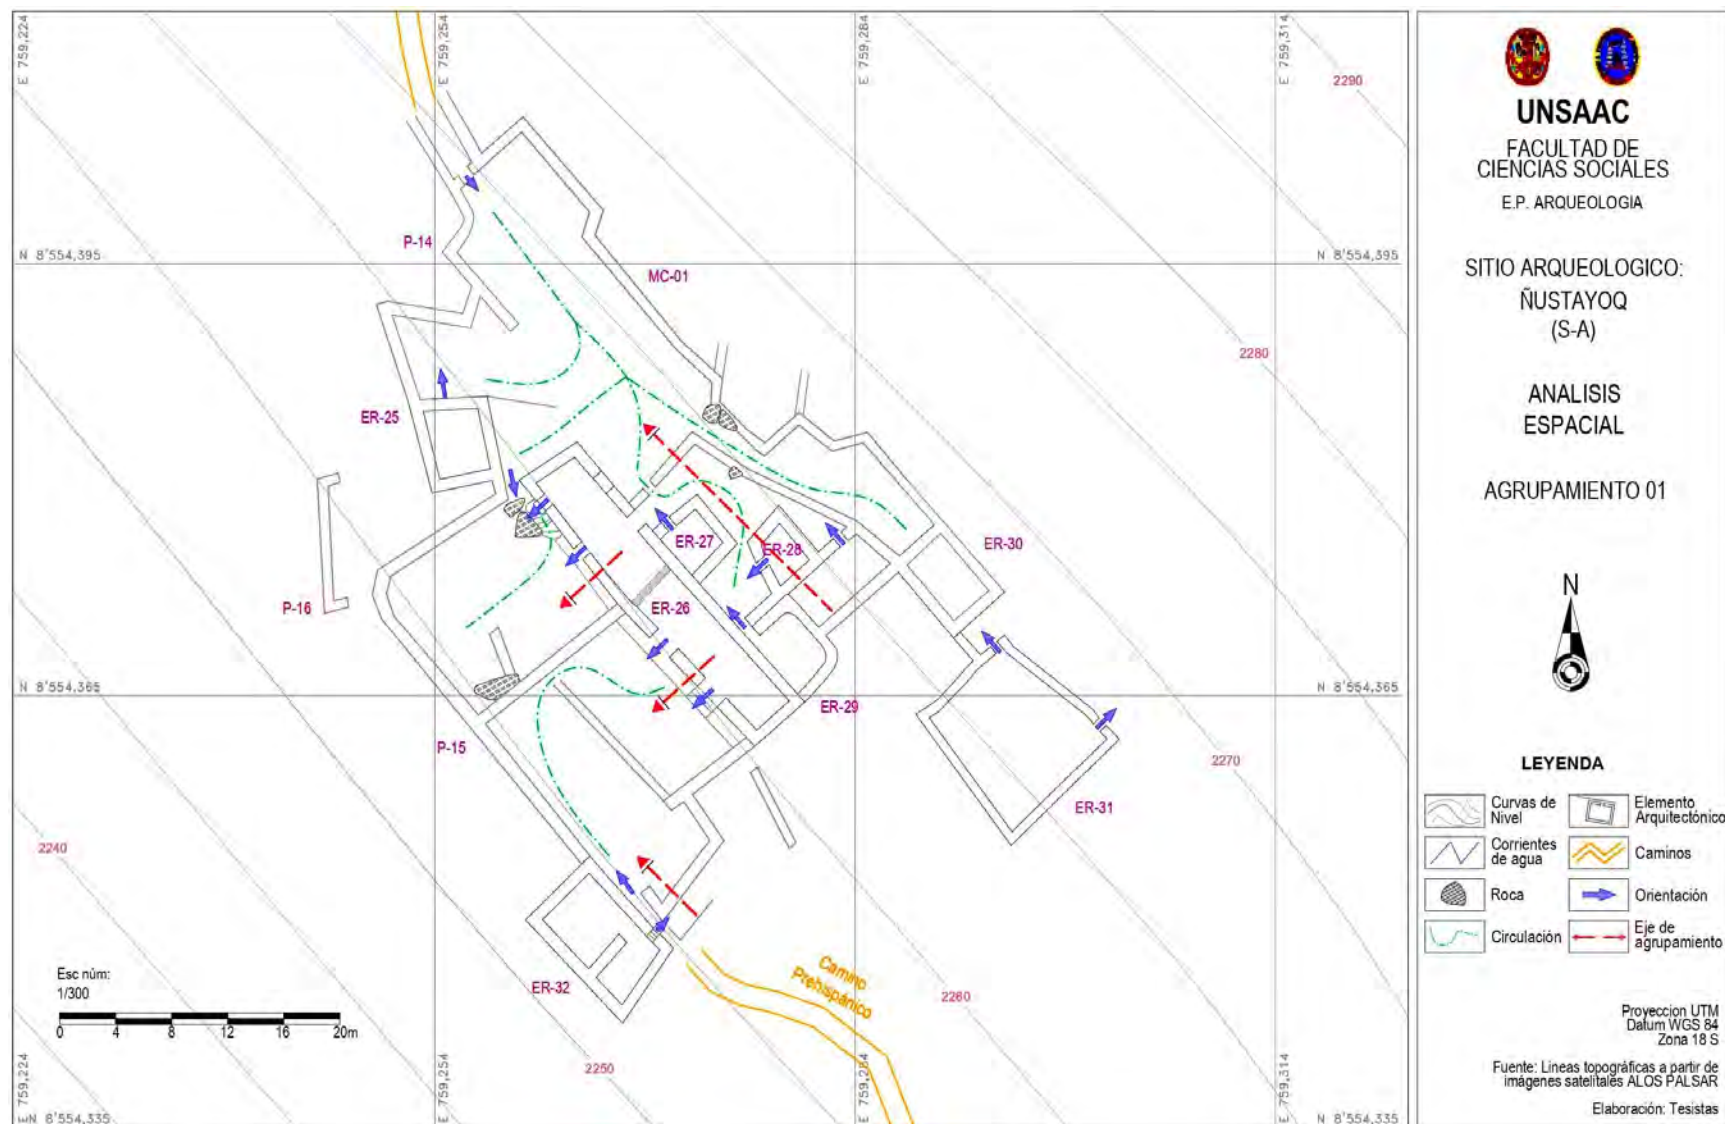 E 759,224
E 759,254
E 759,284
E 759,314
2290
N 8'554,395
N 8'554,395
P-14
MC-01
2280
ER-25
ER-27
ER-28
ER-30
P-16
ER-26
N 8'554,365
N 8'554,365
ER-29
P-15
2270
ER-31
2240
Camino
Prehispánico
ER-32
2260
2250
Esc núm:
1/300
0 4 8 12 16 20m
E 759,224
E 759,254
E 759,284
E 759,314
N 8'554,335
N 8'554,335
UNSAAC
FACULTAD DE
CIENCIAS SOCIALES
E.P. ARQUEOLOGIA
SITIO ARQUEOLOGICO:
ÑUSTAYOQ
(S-A)
ANALISIS
ESPACIAL
AGRUPAMIENTO 01
N
LEYENDA
Curvas de
Nivel
Elemento
Arquitectónico
Corrientes
de agua
Caminos
Roca
Orientación
Circulación
Eje de
agrupamiento
Proyeccion UTM
Datum WGS 84
Zona 18 S
Fuente: Lineas topográficas a partir de
imágenes satelitales ALOS PALSAR
Elaboración: Tesistas